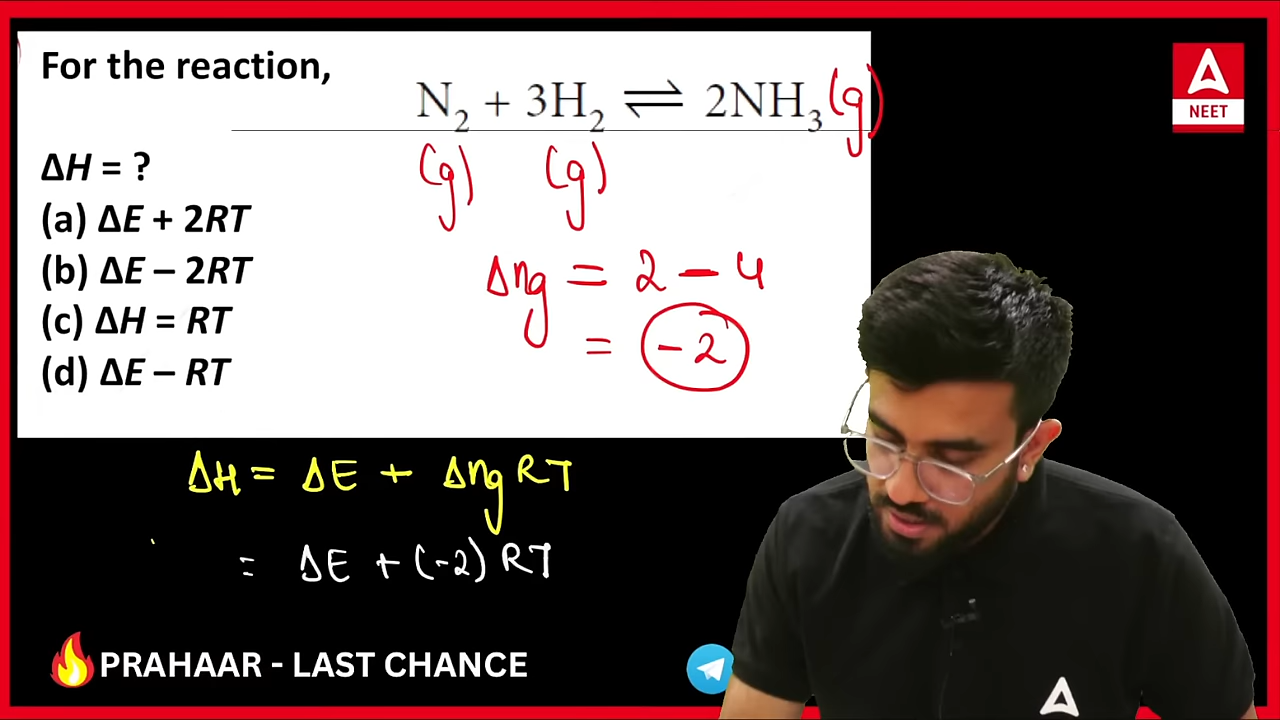 For the reaction,
N₂ + 3H₂ ⇌ 2NH₃(g)
(g) (g)
ΔH = ?
(a) ΔE + 2RT
(b) ΔE – 2RT
(c) ΔH = RT
(d) ΔE – RT
Δng = 2 – 4
= –2
ΔH = ΔE + Δng RT
= ΔE + (-2) RT
NEET
PRAHAAR - LAST CHANCE